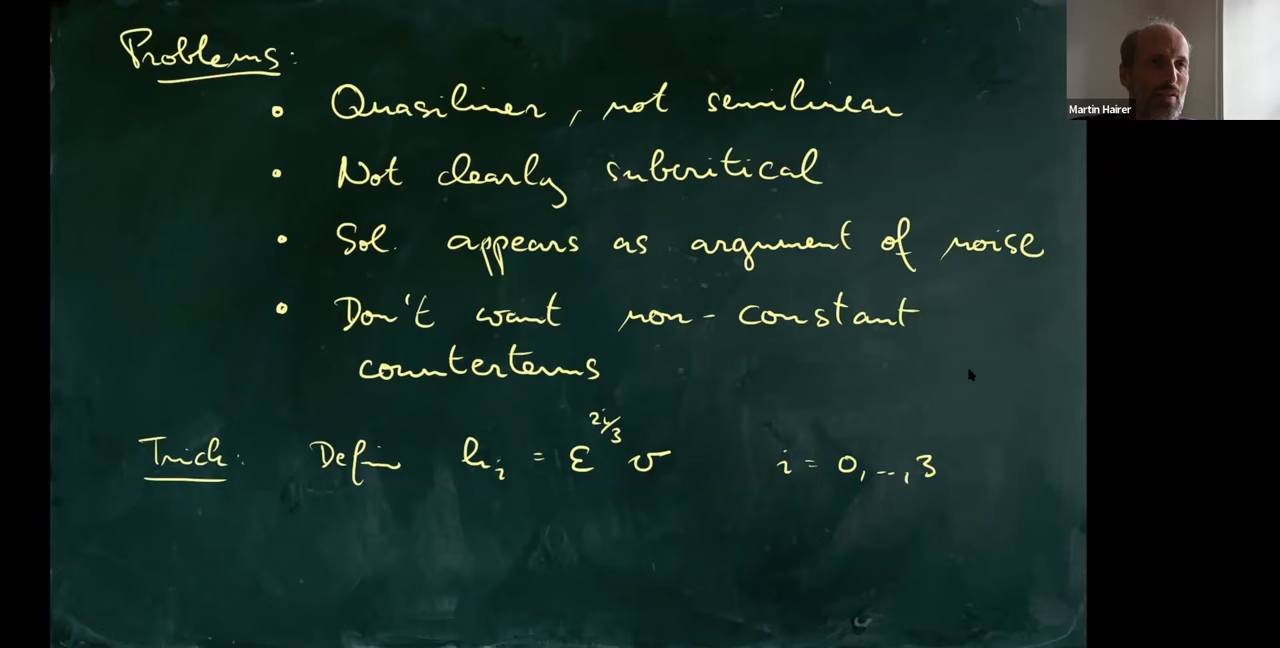 Problems:
• Quasilinear, not semilinear
• Not clearly subcritical
• Sol. appears as argument of noise
• Don't want non-constant
counterterms
Trick: Define h_i = ε^{2i/3} v i = 0, .., 3
Martin Hairer